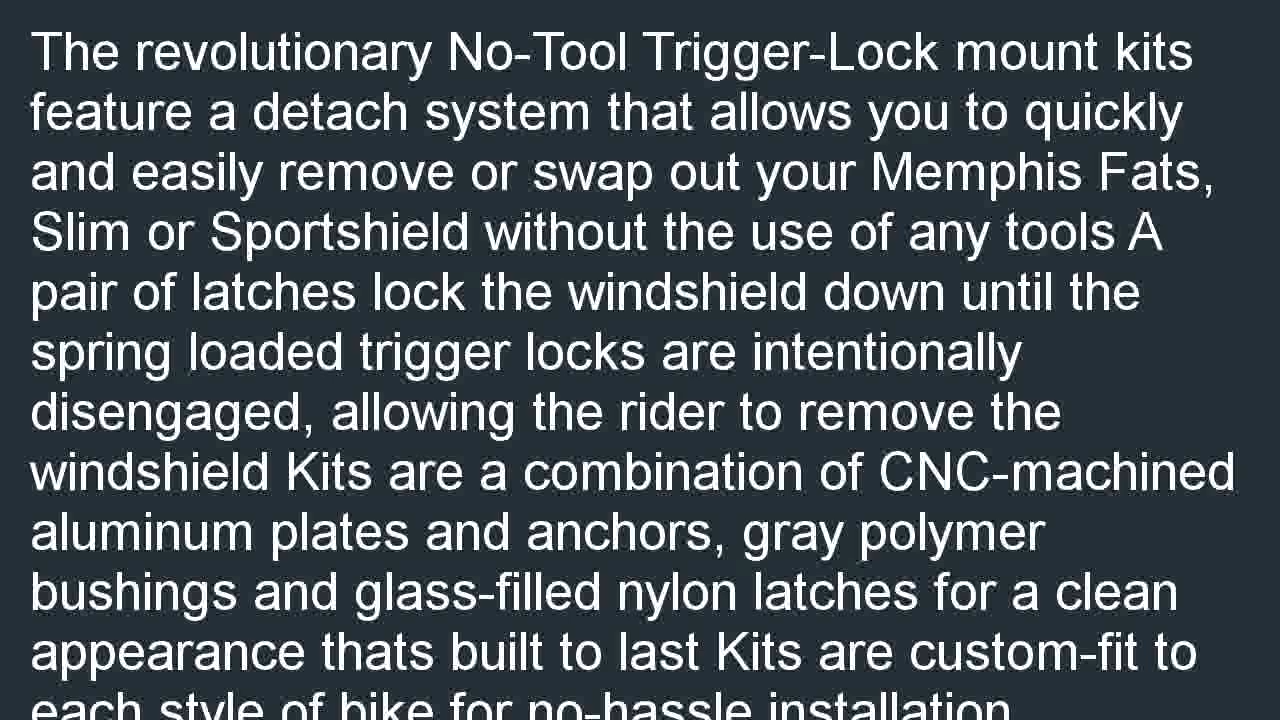 The revolutionary No-Tool Trigger-Lock mount kits
feature a detach system that allows you to quickly
and easily remove or swap out your Memphis Fats,
Slim or Sportshield without the use of any tools A
pair of latches lock the windshield down until the
spring loaded trigger locks are intentionally
disengaged, allowing the rider to remove the
windshield Kits are a combination of CNC-machined
aluminum plates and anchors, gray polymer
bushings and glass-filled nylon latches for a clean
appearance thats built to last Kits are custom-fit to
each style of bike for no-hassle installation